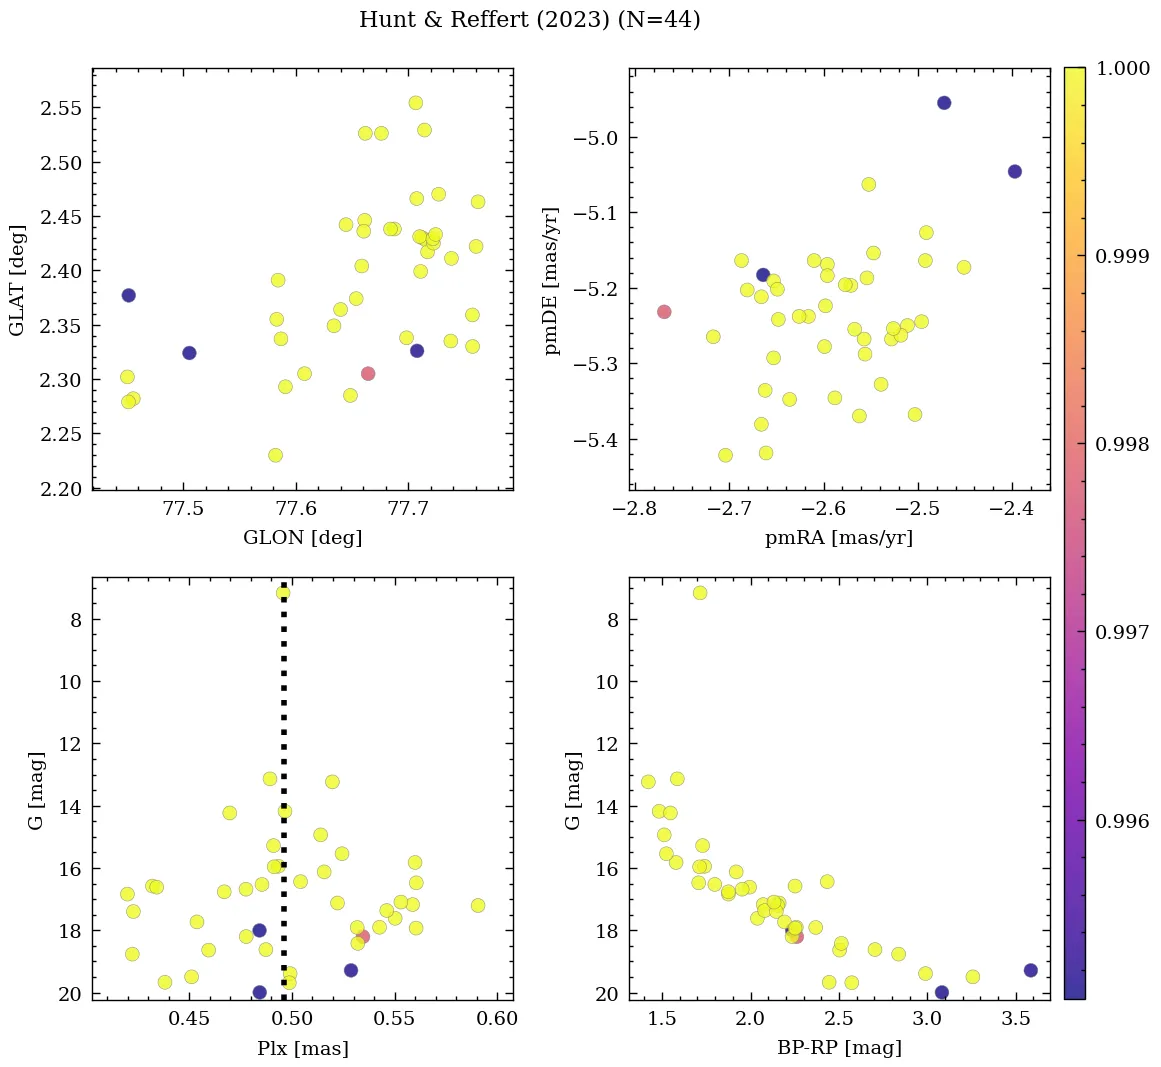 Hunt & Reffert (2023) (N=44)
2.55
2.50
2.45
2.40
2.35
2.30
2.25
2.20
GLAT [deg]
77.5 77.6 77.7
GLON [deg]
−5.0
−5.1
−5.2
−5.3
−5.4
pmDE [mas/yr]
−2.8 −2.7 −2.6 −2.5 −2.4
pmRA [mas/yr]
1.000
0.999
0.998
0.997
0.996
8
10
12
14
16
18
20
G [mag]
0.45 0.50 0.55 0.60
Plx [mas]
8
10
12
14
16
18
20
G [mag]
1.5 2.0 2.5 3.0 3.5
BP-RP [mag]